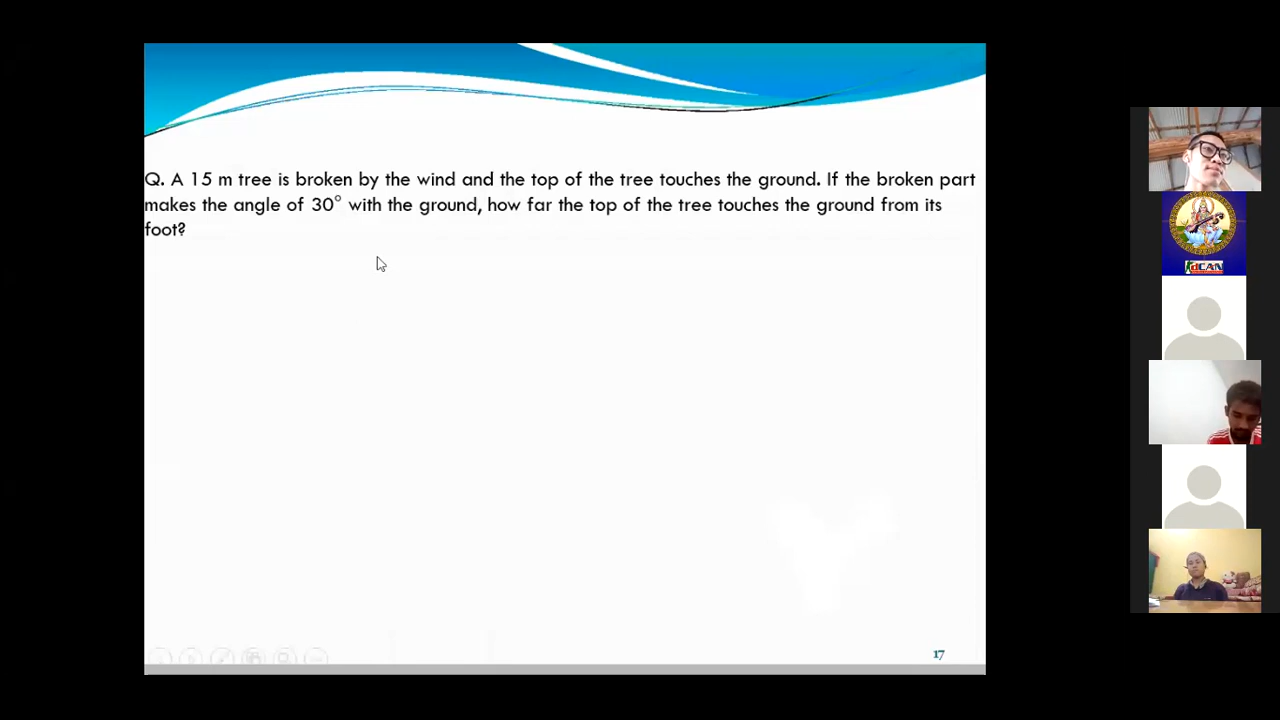 Q. A 15 m tree is broken by the wind and the top of the tree touches the ground. If the broken part
makes the angle of 30° with the ground, how far the top of the tree touches the ground from its
foot?
17